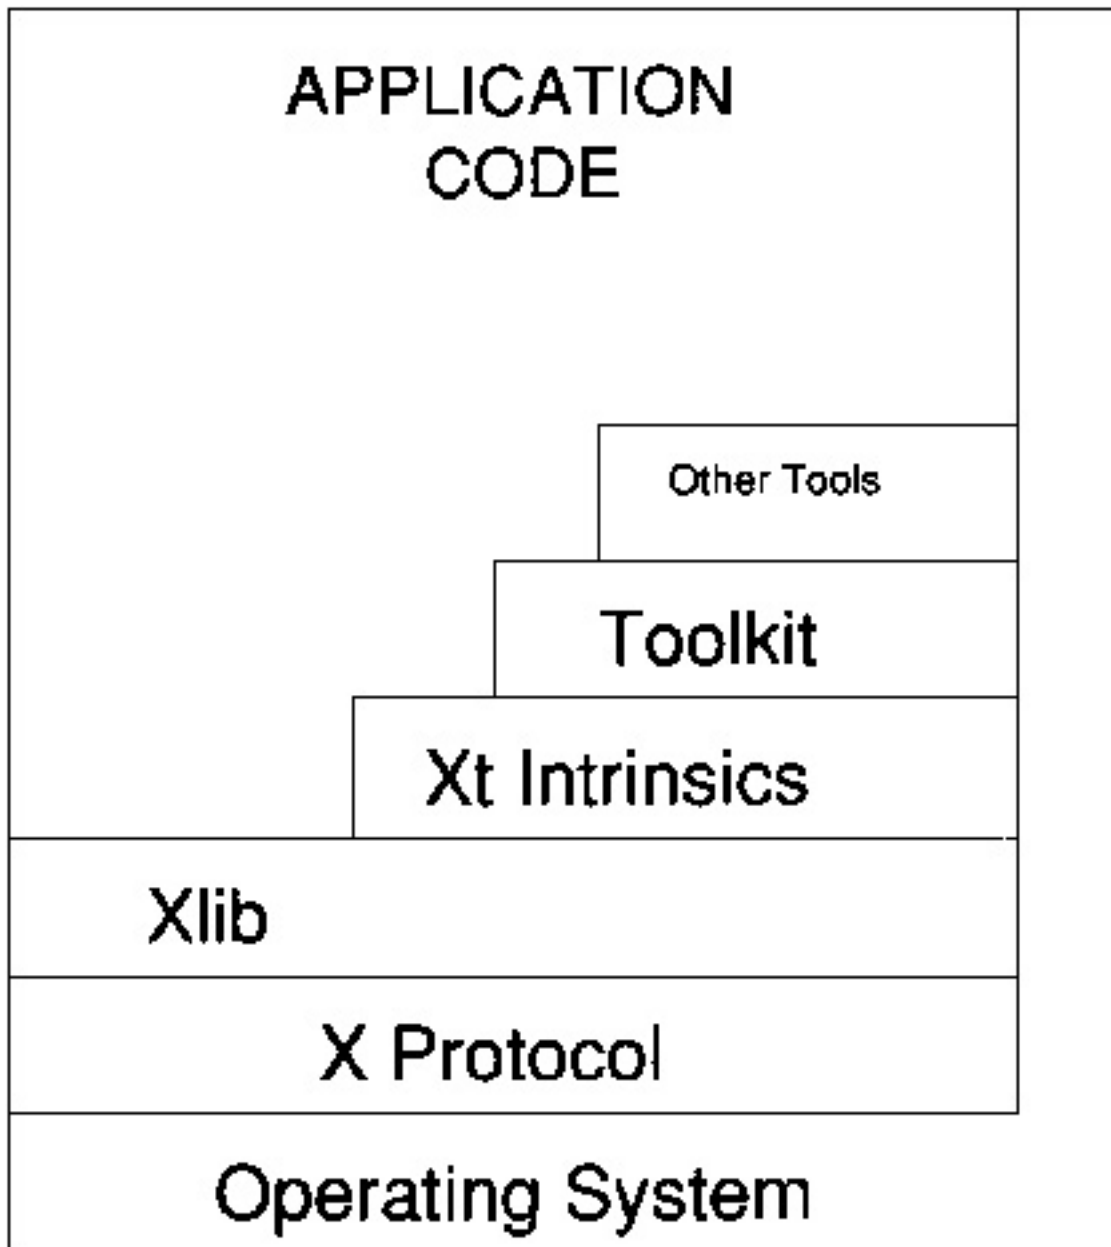 APPLICATION
CODE
Other Tools
Toolkit
Xt Intrinsics
Xlib
X Protocol
Operating System